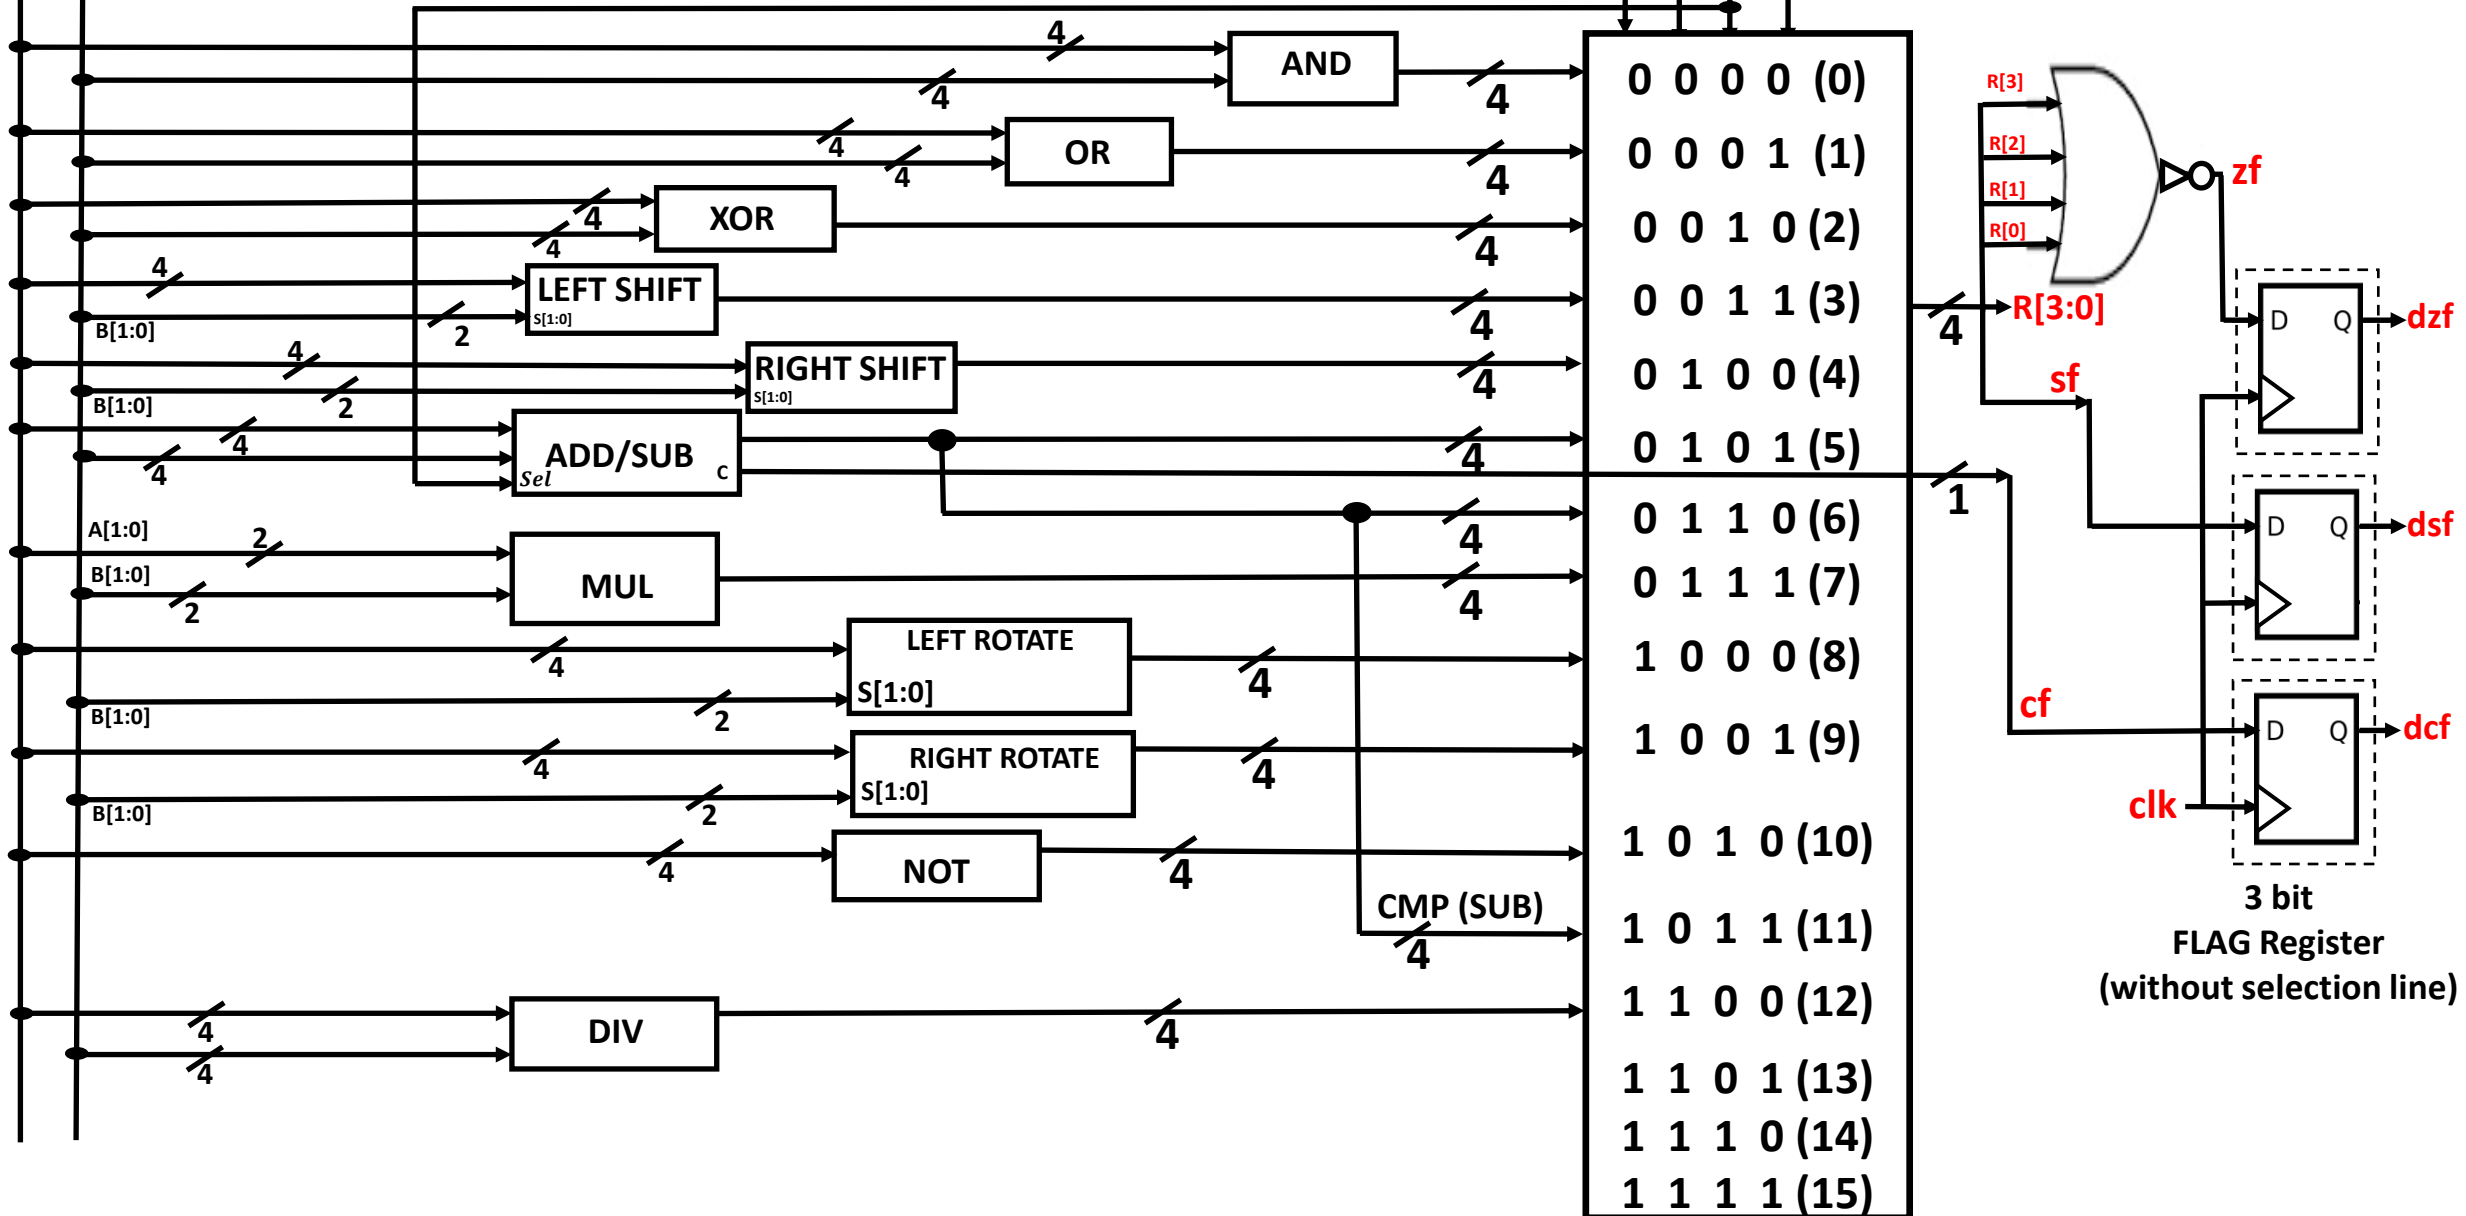 4
4
AND
4
4
4
OR
4
4
4
XOR
4
4
LEFT SHIFT
S[1:0]
B[1:0]
2
4
4
RIGHT SHIFT
S[1:0]
B[1:0]
2
4
4
4
ADD/SUB
Sel
C
4
4
A[1:0]
2
B[1:0]
2
MUL
4
4
LEFT ROTATE
S[1:0]
B[1:0]
2
4
4
RIGHT ROTATE
S[1:0]
B[1:0]
2
4
4
NOT
4
CMP (SUB)
4
4
4
DIV
4
0 0 0 0 (0)
0 0 0 1 (1)
0 0 1 0 (2)
0 0 1 1 (3)
0 1 0 0 (4)
0 1 0 1 (5)
0 1 1 0 (6)
0 1 1 1 (7)
1 0 0 0 (8)
1 0 0 1 (9)
1 0 1 0 (10)
1 0 1 1 (11)
1 1 0 0 (12)
1 1 0 1 (13)
1 1 1 0 (14)
1 1 1 1 (15)
R[3]
R[2]
R[1]
R[0]
zf
4
R[3:0]
D Q
dzf
sf
1
D Q
dsf
cf
D Q
dcf
clk
3 bit
FLAG Register
(without selection line)